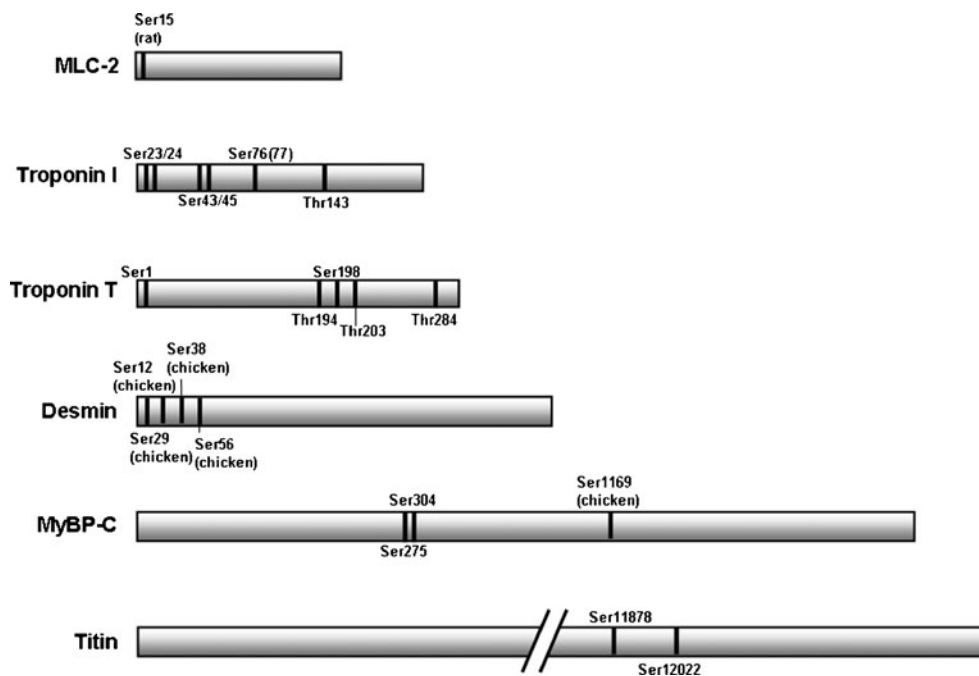 Ser15
(rat)
MLC-2
Ser23/24
Ser76(77)
Troponin I
Ser43/45
Thr143
Ser1
Ser198
Troponin T
Thr194
Thr203
Thr284
Ser38
(chicken)
Ser12
(chicken)
Desmin
Ser29
(chicken)
Ser56
(chicken)
Ser1169
(chicken)
Ser304
MyBP-C
Ser275
Ser11878
Titin
Ser12022